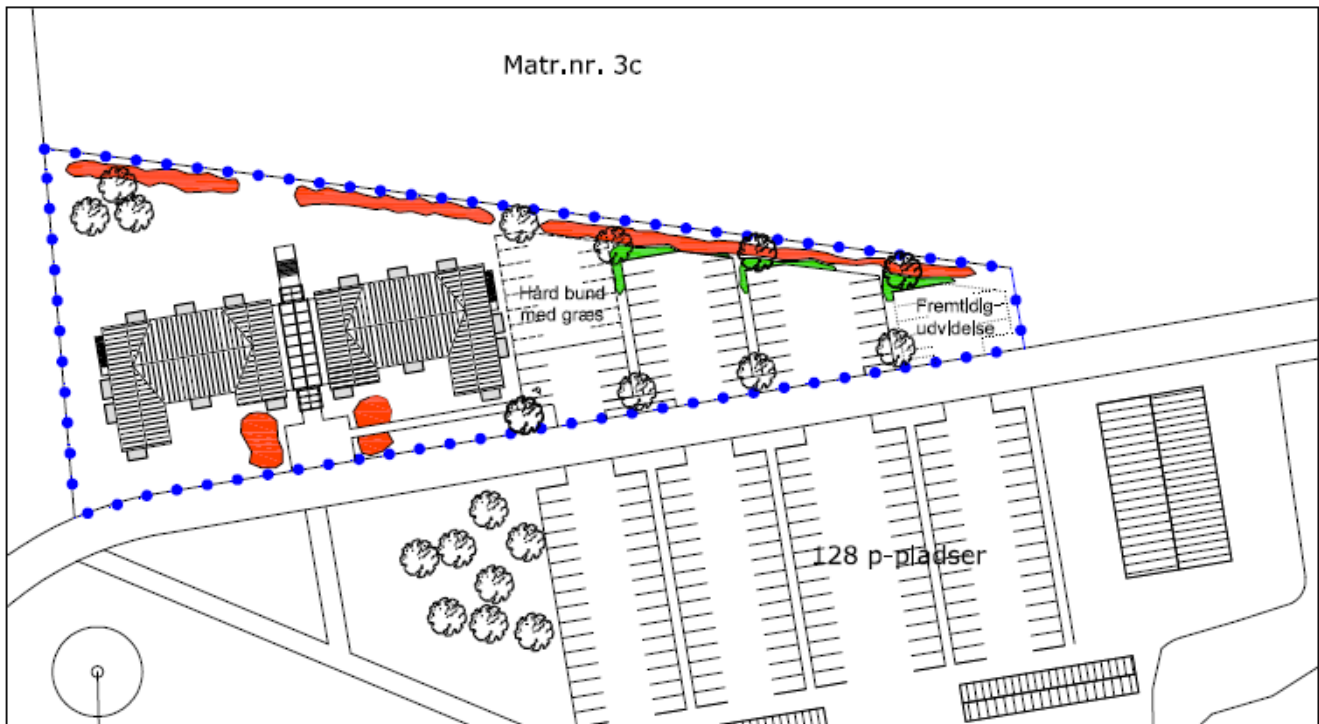 Matr.nr. 3c
Hård bund
med græs
Fremtidig
udvidelse
128 p-pladser